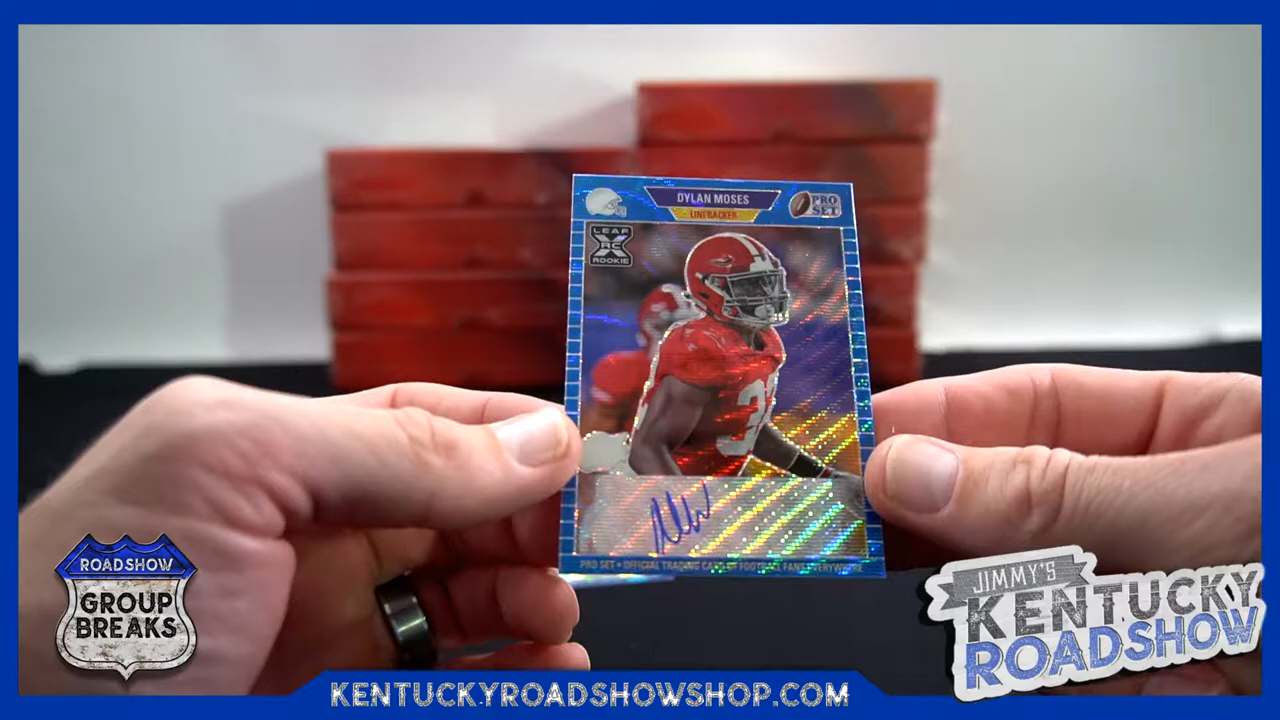 DYLAN MOSES
LINEBACKER
PRO
SET
LEAF
X
RC
ROOKIE
PRO SET • OFFICIAL TRADING CARD OF FOOTBALL FANS EVERYWHERE
ROADSHOW
GROUP
BREAKS
JIMMY'S
KENTUCKY
ROADSHOW
KENTUCKYROADSHOWSHOP.COM